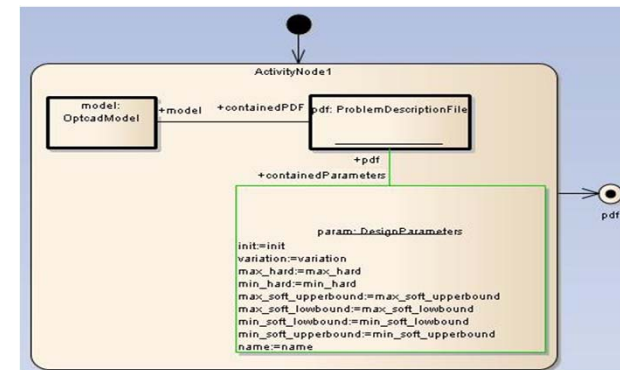 ActivityNode1
model:
OptcadModel
+model
+containedPDF
pdf: ProblemDescriptionFile
+pdf
+containedParameters
pdf
param: DesignParameters
init:=init
variation:=variation
max_hard:=max_hard
min_hard:=min_hard
max_soft_upperbound:=max_soft_upperbound
max_soft_lowbound:=max_soft_lowbound
min_soft_lowbound:=min_soft_lowbound
min_soft_upperbound:=min_soft_upperbound
name:=name